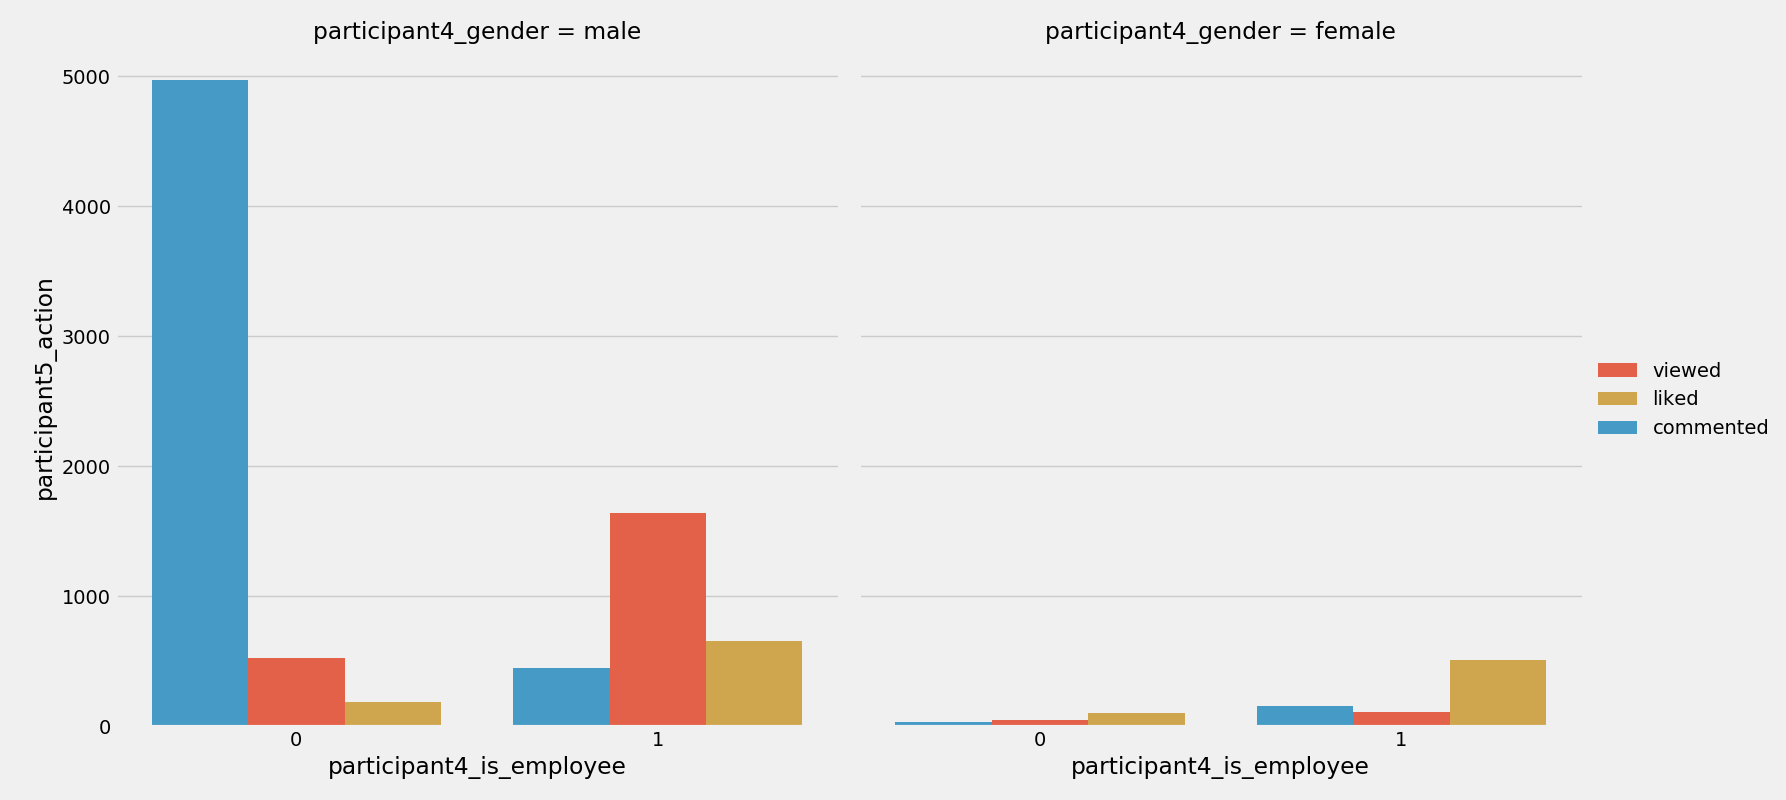 participant4_gender = male
participant4_gender = female
participant5_action
5000
4000
3000
2000
1000
0
0
1
0
1
participant4_is_employee
participant4_is_employee
viewed
liked
commented